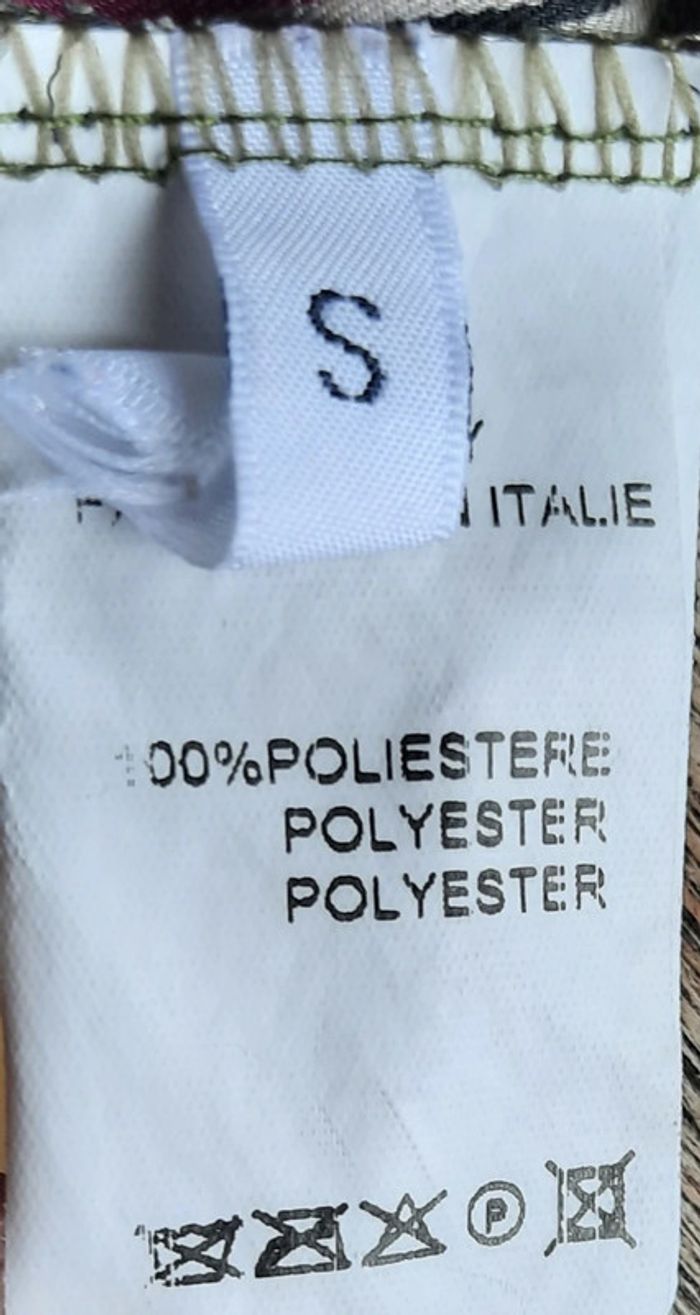 S
ITALIE
100%POLIESTERE
POLYESTER
POLYESTER
P